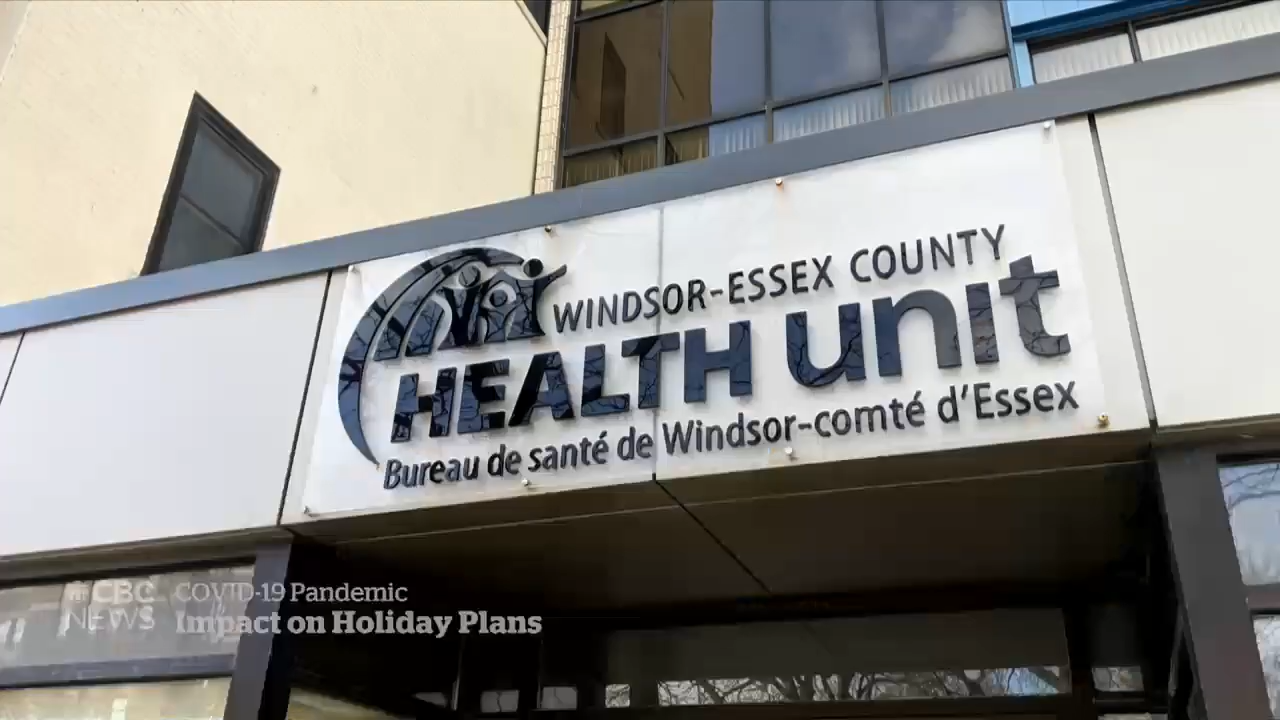 WINDSOR-ESSEX COUNTY
HEALTH unit
Bureau de santé de Windsor-comté d'Essex
CBC NEWS
COVID-19 Pandemic
Impact on Holiday Plans